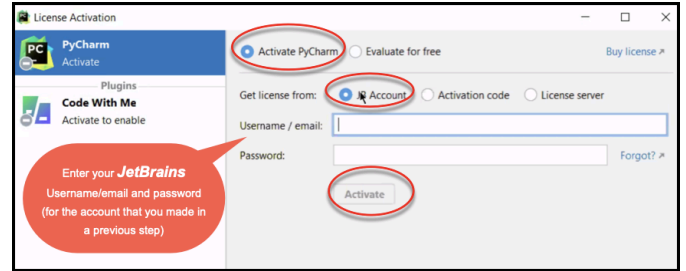 License Activation
PC
PyCharm
Activate
Plugins
Code With Me
Activate to enable
Activate PyCharm
Evaluate for free
Buy license ↗
Get license from:
JB Account
Activation code
License server
Username / email:
Password:
Forgot? ↗
Activate
Enter your JetBrains
Username/email and password
(for the account that you made in
a previous step)